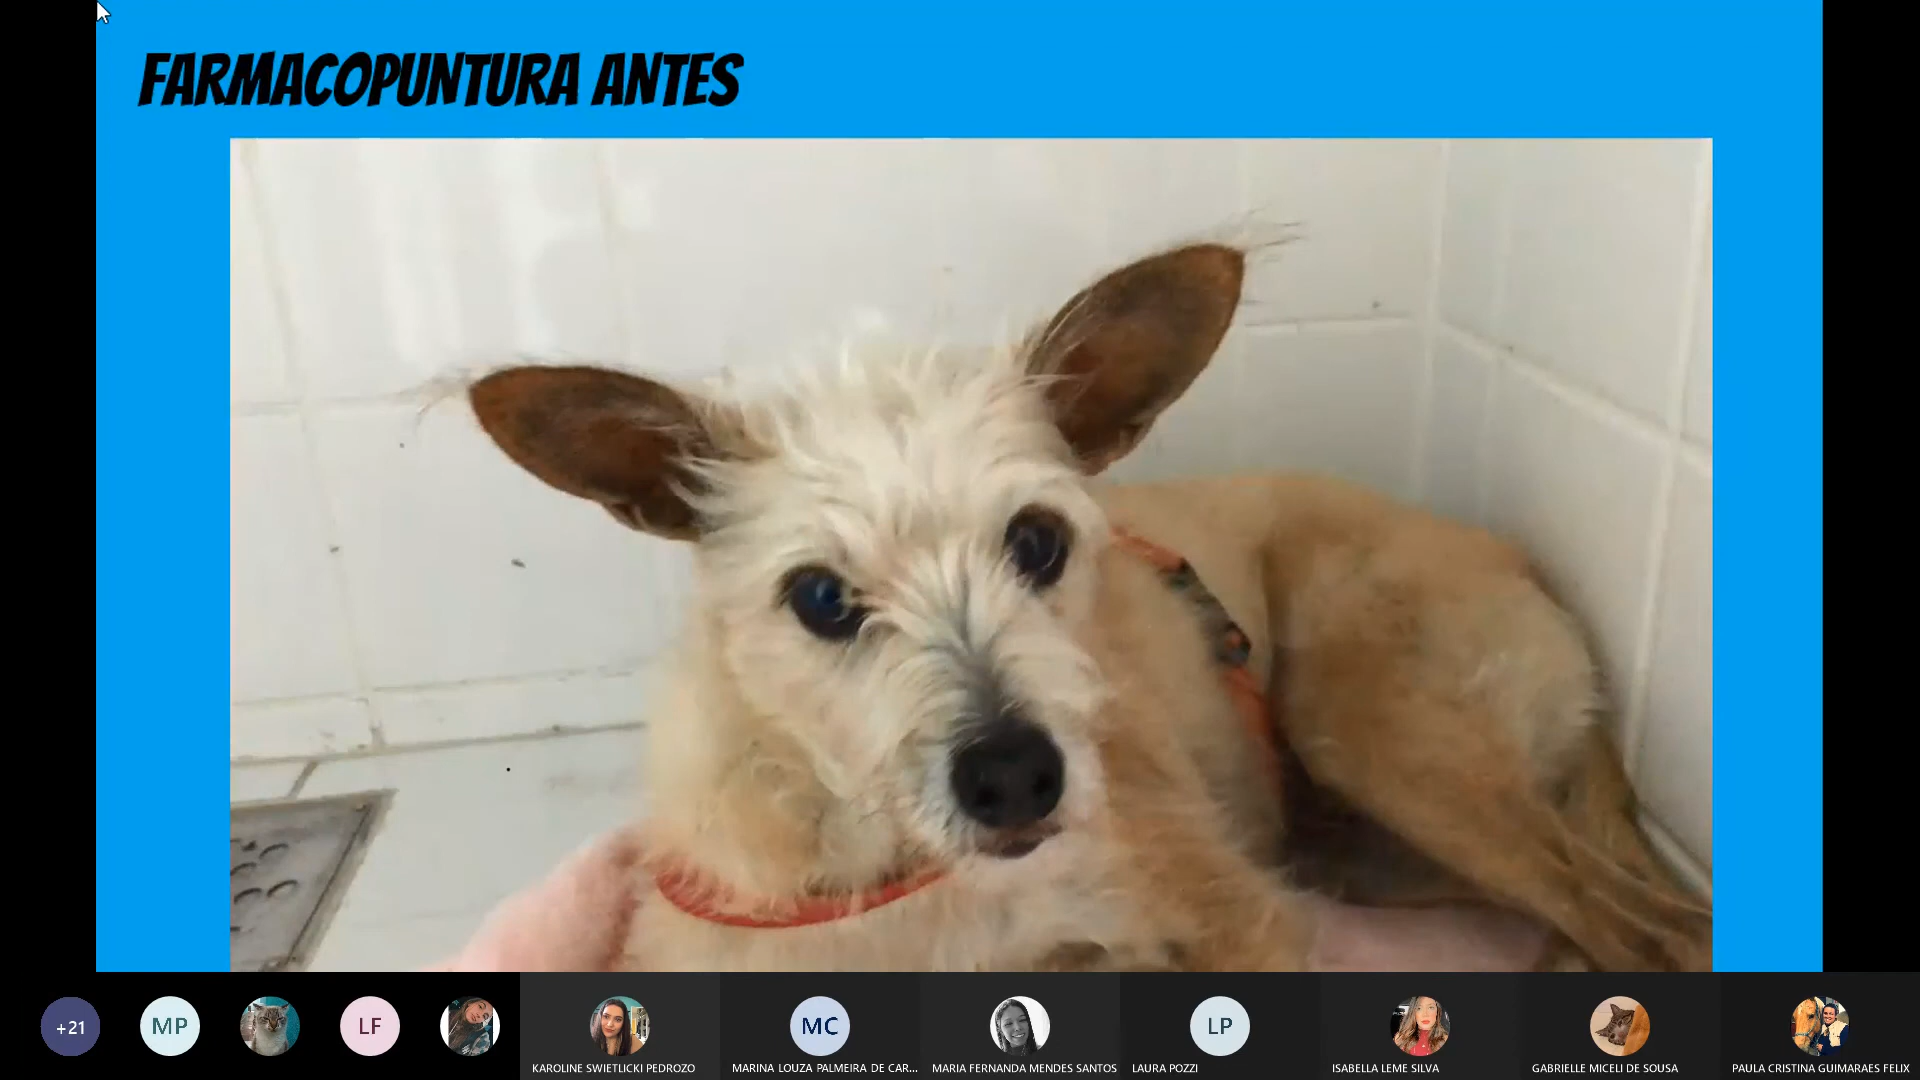 FARMACOPUNTURA ANTES
+21
MP
LF
MC
LP
KAROLINE SWIETLICKI PEDROZO
MARINA LOUZA PALMEIRA DE CAR...
MARIA FERNANDA MENDES SANTOS
LAURA POZZI
ISABELLA LEME SILVA
GABRIELLE MICELI DE SOUSA
PAULA CRISTINA GUIMARAES FELIX